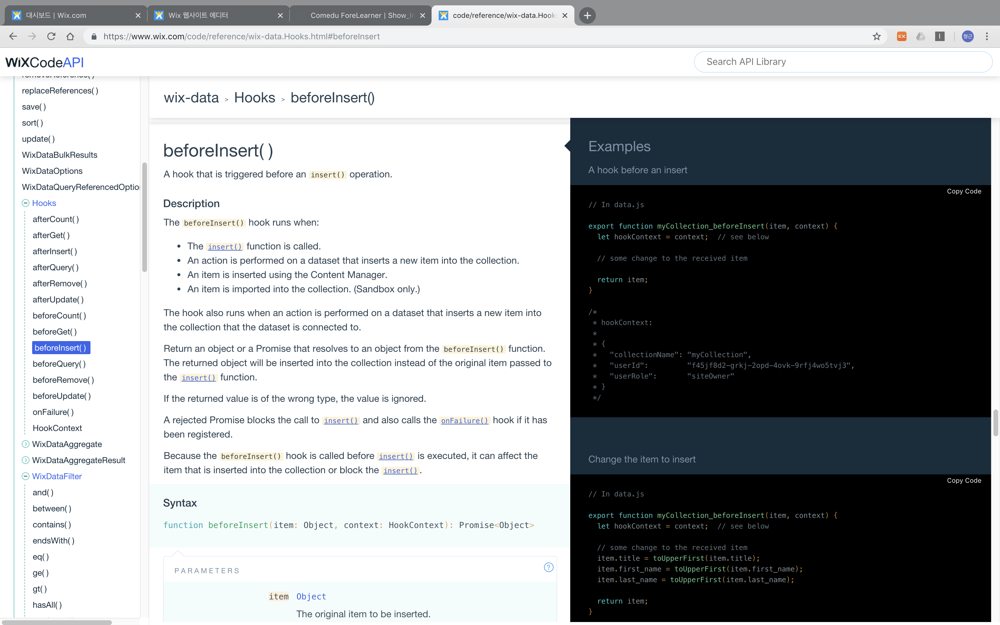 대시보드 | Wix.com
Wix 웹사이트 에디터
Comedu ForeLearner | Show_In
code/reference/wix-data.Hook
https://www.wix.com/code/reference/wix-data.Hooks.html#beforeInsert
EX
형근
WiXCodeAPI
Search API Library
replaceReferences( )
save( )
sort( )
update( )
WixDataBulkResults
WixDataOptions
WixDataQueryReferencedOption
Hooks
afterCount( )
afterGet( )
afterInsert( )
afterQuery( )
afterRemove( )
afterUpdate( )
beforeCount( )
beforeGet( )
beforeInsert( )
beforeQuery( )
beforeRemove( )
beforeUpdate( )
onFailure( )
HookContext
WixDataAggregate
WixDataAggregateResult
WixDataFilter
and( )
between( )
contains( )
endsWith( )
eq( )
ge( )
gt( )
hasAll( )
wix-data > Hooks > beforeInsert()
beforeInsert( )
A hook that is triggered before an insert() operation.
Description
The beforeInsert() hook runs when:
• The insert() function is called.
• An action is performed on a dataset that inserts a new item into the collection.
• An item is inserted using the Content Manager.
• An item is imported into the collection. (Sandbox only.)
The hook also runs when an action is performed on a dataset that inserts a new item into
the collection that the dataset is connected to.
Return an object or a Promise that resolves to an object from the beforeInsert() function.
The returned object will be inserted into the collection instead of the original item passed to
the insert() function.
If the returned value is of the wrong type, the value is ignored.
A rejected Promise blocks the call to insert() and also calls the onFailure() hook if it has
been registered.
Because the beforeInsert() hook is called before insert() is executed, it can affect the
item that is inserted into the collection or block the insert().
Syntax
function beforeInsert(item: Object, context: HookContext): Promise<Object>
PARAMETERS
?
item Object
The original item to be inserted.
Examples
A hook before an insert
Copy Code
// In data.js
export function myCollection_beforeInsert(item, context) {
let hookContext = context;  // see below
// some change to the received item
return item;
}
/*
* hookContext:
*
* {
*   "collectionName": "myCollection",
*   "userId":         "f45jf8d2-grkj-2opd-4ovk-9rfj4wo5tvj3",
*   "userRole":       "siteOwner"
* }
*/
Change the item to insert
Copy Code
// In data.js
export function myCollection_beforeInsert(item, context) {
let hookContext = context;  // see below
// some change to the received item
item.title = toUpperFirst(item.title);
item.first_name = toUpperFirst(item.first_name);
item.last_name = toUpperFirst(item.last_name);
return item;
}